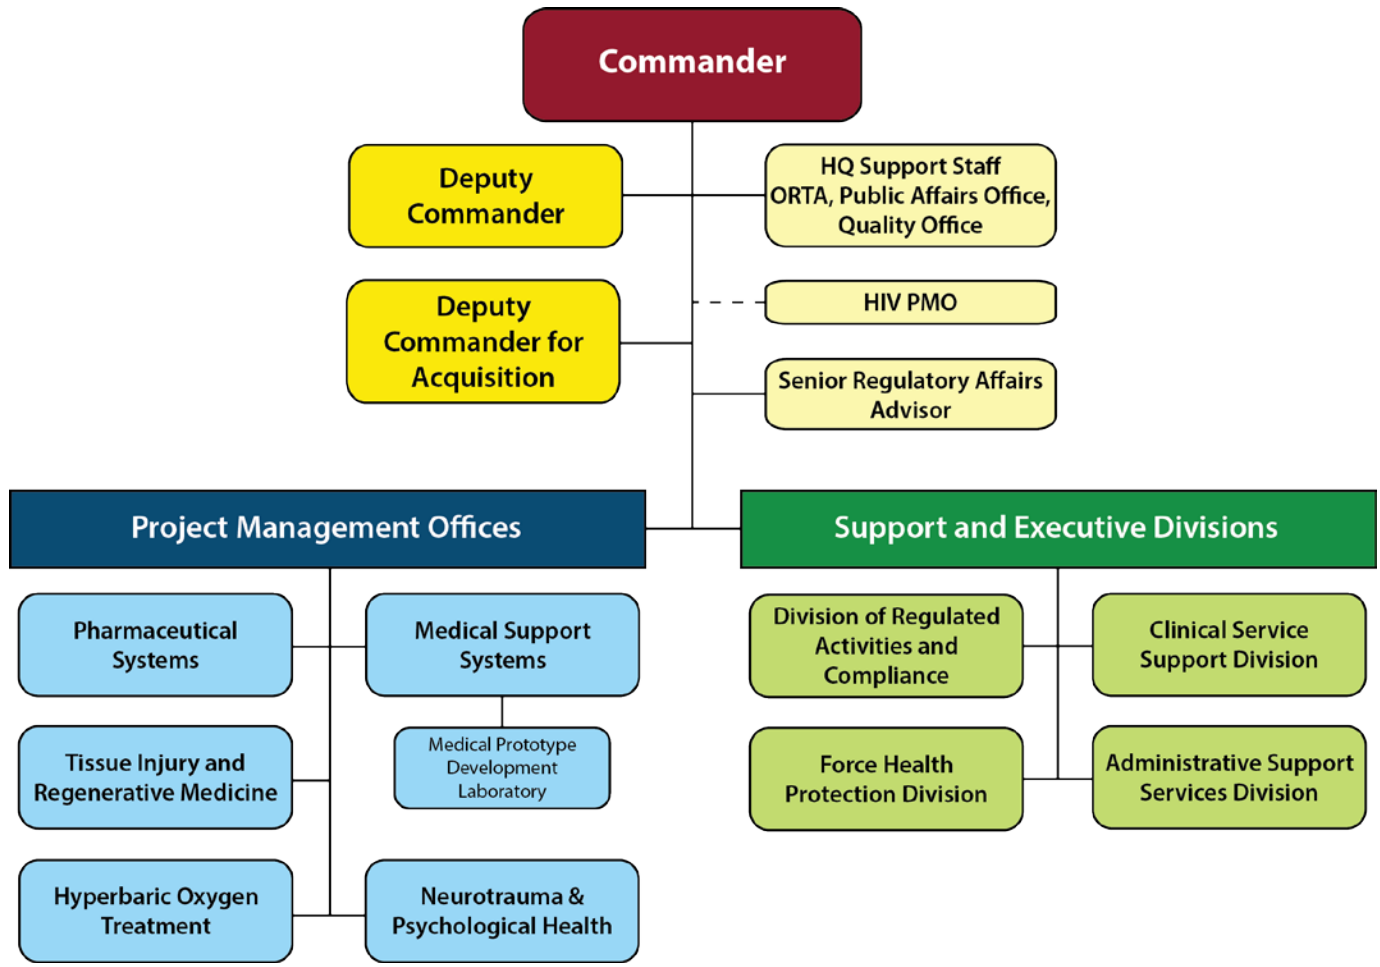 Commander
Deputy
Commander
HQ Support Staff
ORTA, Public Affairs Office,
Quality Office
Deputy
Commander for
Acquisition
HIV PMO
Senior Regulatory Affairs
Advisor
Project Management Offices
Support and Executive Divisions
Pharmaceutical
Systems
Medical Support
Systems
Medical Prototype
Development
Laboratory
Tissue Injury and
Regenerative Medicine
Hyperbaric Oxygen
Treatment
Neurotrauma &
Psychological Health
Division of Regulated
Activities and
Compliance
Clinical Service
Support Division
Force Health
Protection Division
Administrative Support
Services Division